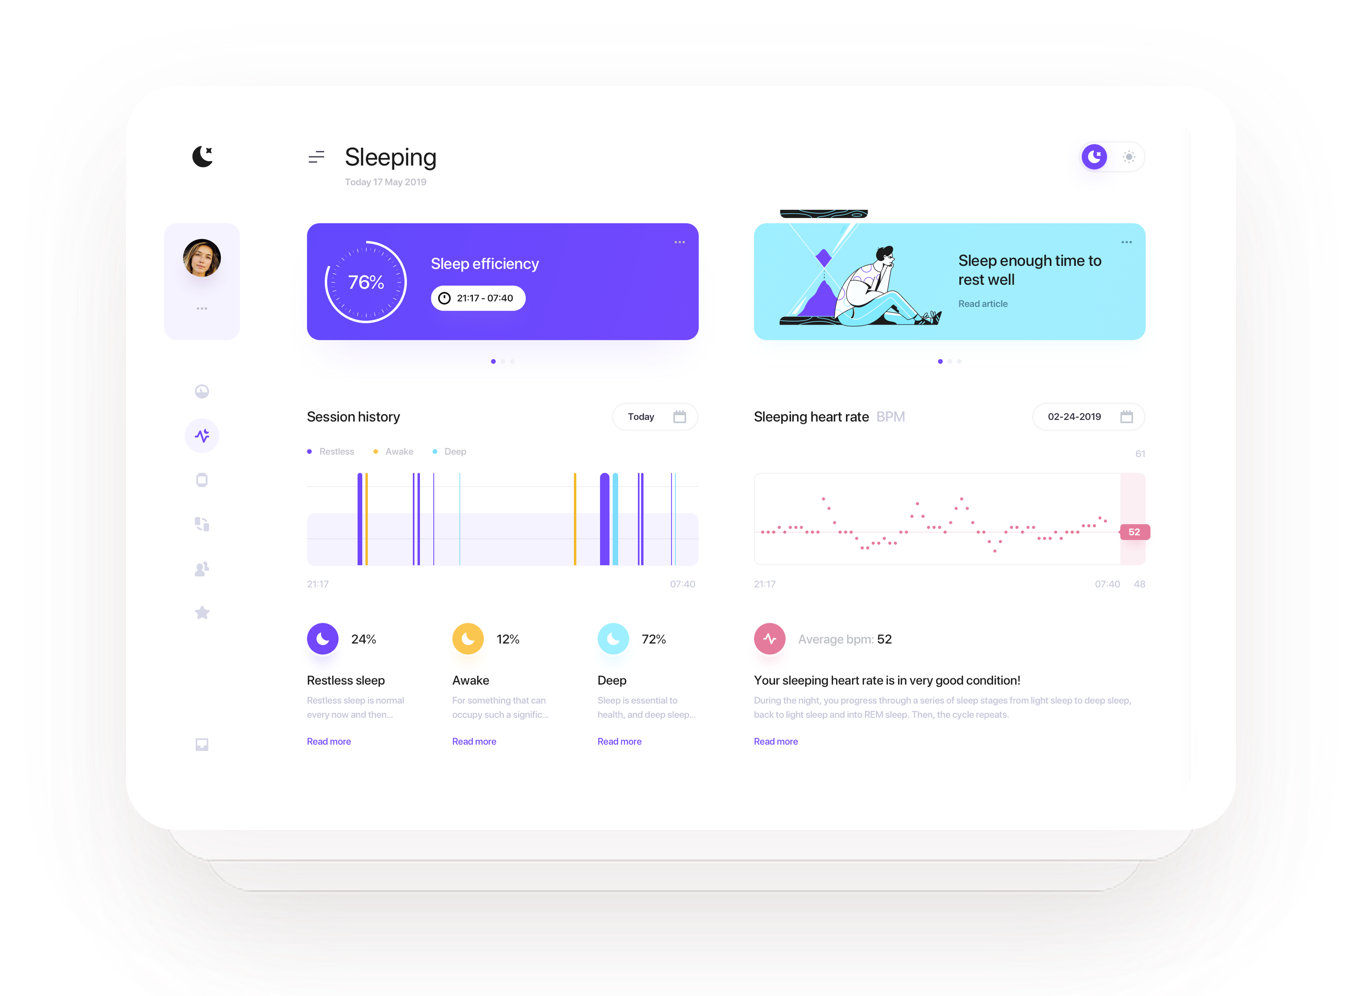 Sleeping
Today 17 May 2019
76%
Sleep efficiency
21:17 - 07:40
Sleep enough time to
rest well
Read article
Session history
Today
Restless
Awake
Deep
21:17
07:40
Sleeping heart rate BPM
02-24-2019
61
52
21:17
07:40
48
24%
Restless sleep
Restless sleep is normal
every now and then...
Read more
12%
Awake
For something that can
occupy such a signific...
Read more
72%
Deep
Sleep is essential to
health, and deep sleep...
Read more
Average bpm: 52
Your sleeping heart rate is in very good condition!
During the night, you progress through a series of sleep stages from light sleep to deep sleep,
back to light sleep and into REM sleep. Then, the cycle repeats.
Read more